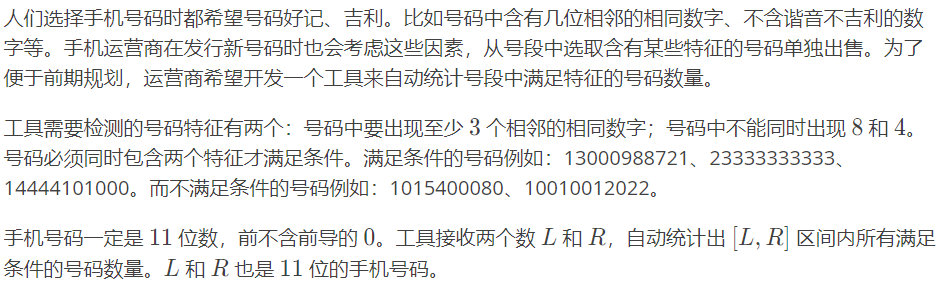 人们选择手机号码时都希望号码好记、吉利。比如号码中含有几位相邻的相同数字、不含谐音不吉利的数
字等。手机运营商在发行新号码时也会考虑这些因素，从号段中选取含有某些特征的号码单独出售。为了
便于前期规划，运营商希望开发一个工具来自动统计号段中满足特征的号码数量。
工具需要检测的号码特征有两个：号码中要出现至少 3 个相邻的相同数字；号码中不能同时出现 8 和 4。
号码必须同时包含两个特征才满足条件。满足条件的号码例如：13000988721、23333333333、
14444101000。而不满足条件的号码例如：1015400080、10010012022。
手机号码一定是 11 位数，前不含前导的 0。工具接收两个数 L 和 R，自动统计出 [L, R] 区间内所有满足
条件的号码数量。L 和 R 也是 11 位的手机号码。